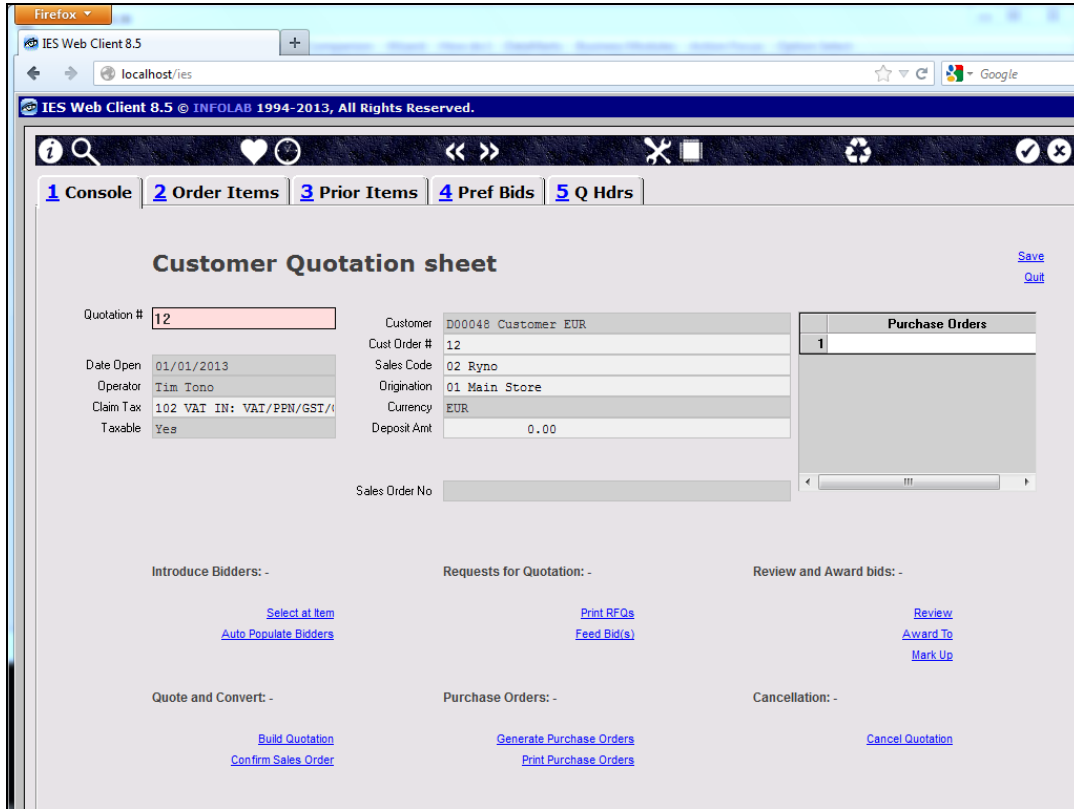 Firefox
IES Web Client 8.5
localhost/ies
Google
IES Web Client 8.5 © INFOLAB 1994-2013, All Rights Reserved.
1 Console
2 Order Items
3 Prior Items
4 Pref Bids
5 Q Hdrs
Customer Quotation sheet
Save
Quit
Quotation # 12
Date Open 01/01/2013
Operator Tim Tono
Claim Tax 102 VAT IN: VAT/PPN/GST/
Taxable Yes
Customer D00048 Customer EUR
Cust Order # 12
Sales Code 02 Ryno
Origination 01 Main Store
Currency EUR
Deposit Amt 0.00
Sales Order No
Purchase Orders
1
Introduce Bidders: -
Select at Item
Auto Populate Bidders
Requests for Quotation: -
Print RFQs
Feed Bid(s)
Review and Award bids: -
Review
Award To
Mark Up
Quote and Convert: -
Build Quotation
Confirm Sales Order
Purchase Orders: -
Generate Purchase Orders
Print Purchase Orders
Cancellation: -
Cancel Quotation